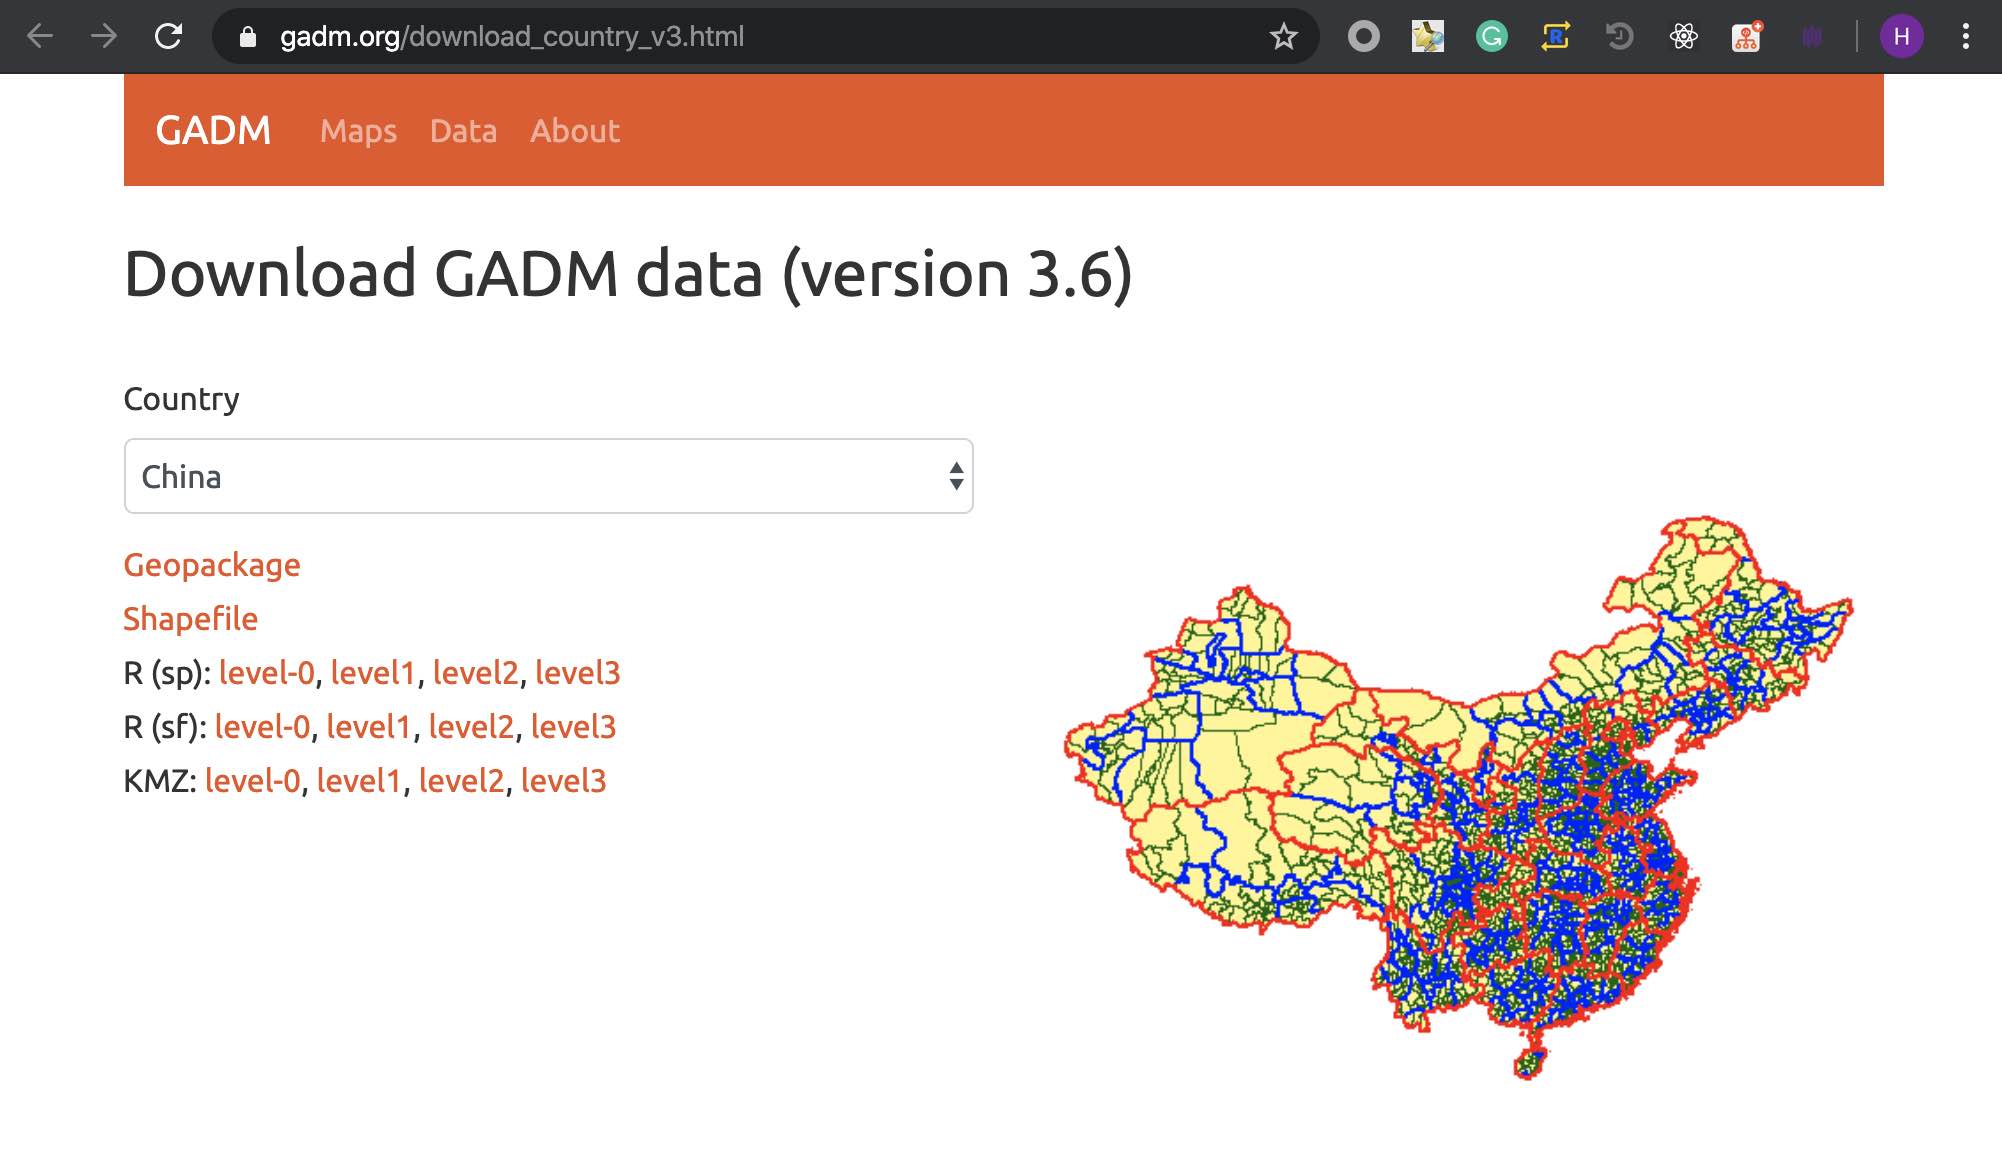 gadm.org/download_country_v3.html
H
GADM Maps Data About
Download GADM data (version 3.6)
Country
China
Geopackage
Shapefile
R (sp): level-0, level1, level2, level3
R (sf): level-0, level1, level2, level3
KMZ: level-0, level1, level2, level3